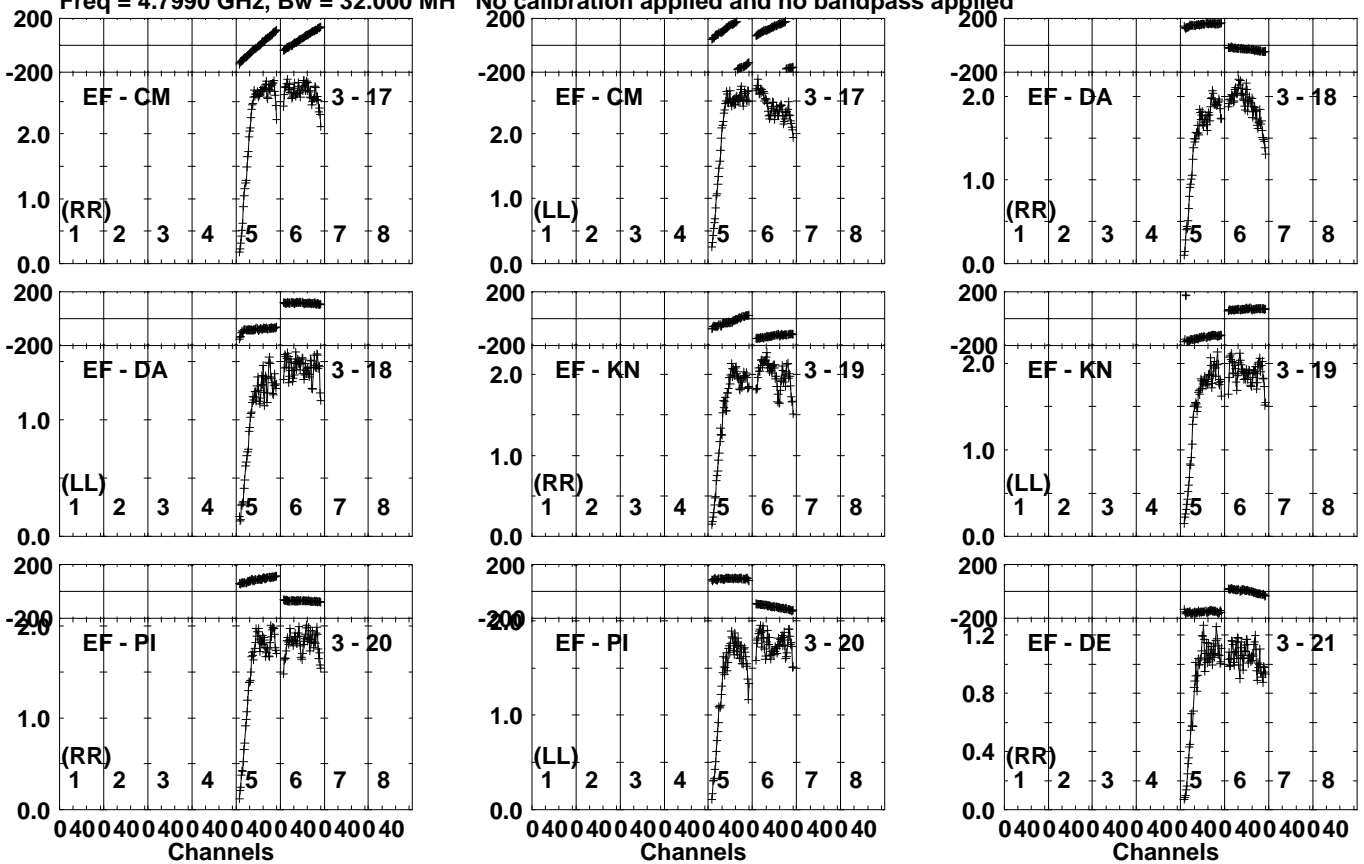 Freq = 4.7990 GHz, Bw = 32.000 MH No calibration applied and no bandpass applied
200
-200
EF - CM 3 - 17
2.0
1.0
(RR)
1 2 3 4 5 6 7 8
0.0
200
-200
EF - CM 3 - 17
2.0
1.0
(LL)
1 2 3 4 5 6 7 8
0.0
200
-200
2.0
EF - DA 3 - 18
1.0
(RR)
1 2 3 4 5 6 7 8
0.0
200
-200
EF - DA 3 - 18
1.0
(LL)
1 2 3 4 5 6 7 8
0.0
200
-200
EF - KN 3 - 19
2.0
1.0
(RR)
1 2 3 4 5 6 7 8
0.0
200
-200
2.0
EF - KN 3 - 19
1.0
(LL)
1 2 3 4 5 6 7 8
0.0
200
-200
2.0
EF - PI 3 - 20
1.0
(RR)
1 2 3 4 5 6 7 8
0.0
0 40 0 40 0 40 0 40 0 40 0 40 0 40 0 40
Channels
200
-200
2.0
EF - PI 3 - 20
1.0
(LL)
1 2 3 4 5 6 7 8
0.0
0 40 0 40 0 40 0 40 0 40 0 40 0 40 0 40
Channels
200
-200
1.2
EF - DE 3 - 21
0.8
0.4
(RR)
1 2 3 4 5 6 7 8
0.0
0 40 0 40 0 40 0 40 0 40 0 40 0 40 0 40
Channels